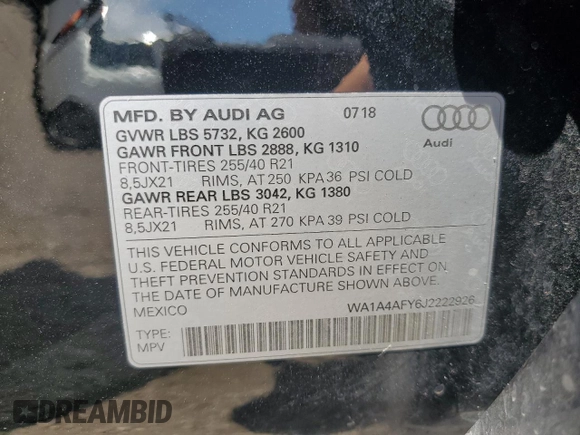 MFD. BY AUDI AG 07 18
GVWR LBS 5732, KG 2600
GAWR FRONT LBS 2888, KG 1310
FRONT-TIRES 255/40 R21
8,5JX21 RIMS, AT 250 KPA 36 PSI COLD
GAWR REAR LBS 3042, KG 1380
REAR-TIRES 255/40 R21
8,5JX21 RIMS, AT 270 KPA 39 PSI COLD
Audi
THIS VEHICLE CONFORMS TO ALL APPLICABLE
U.S. FEDERAL MOTOR VEHICLE SAFETY AND
THEFT PREVENTION STANDARDS IN EFFECT ON
THE DATE OF MANUFACTURE SHOWN ABOVE.
MEXICO WA1A4AFY6J2222926
TYPE:
MPV
DREAMBID